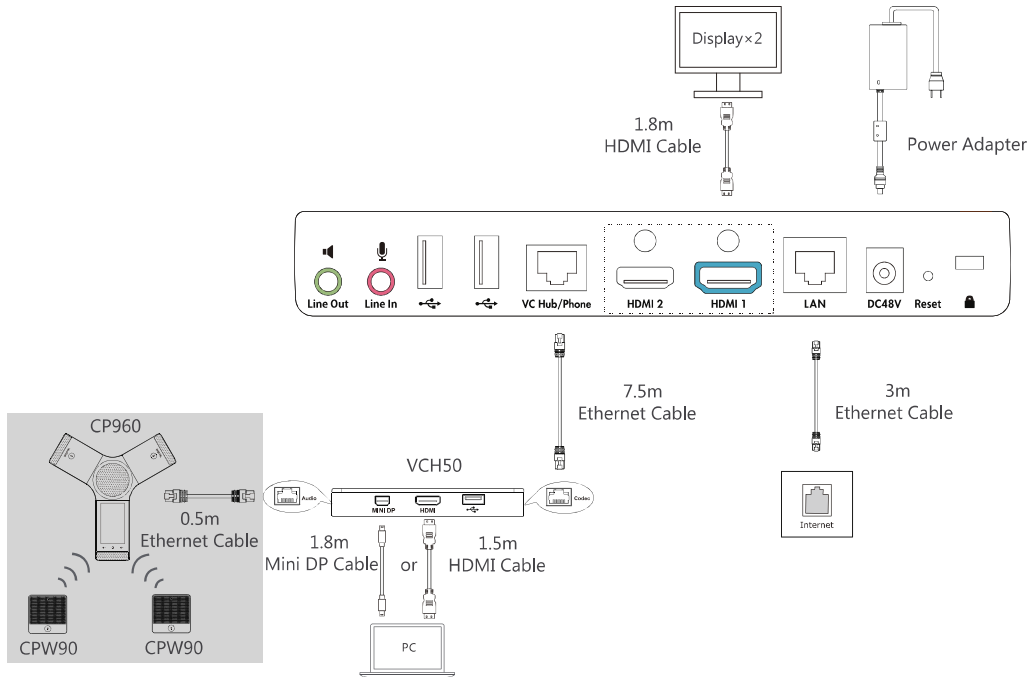 Display×2
1.8m
HDMI Cable
Power Adapter
Line Out
Line In
VC Hub/Phone
HDMI 2
HDMI 1
LAN
DC48V
Reset
7.5m
Ethernet Cable
3m
Ethernet Cable
CP960
VCH50
Audio
MINI DP
HDMI
Codec
0.5m
Ethernet Cable
1.8m
Mini DP Cable
or
1.5m
HDMI Cable
Internet
CPW90
CPW90
PC